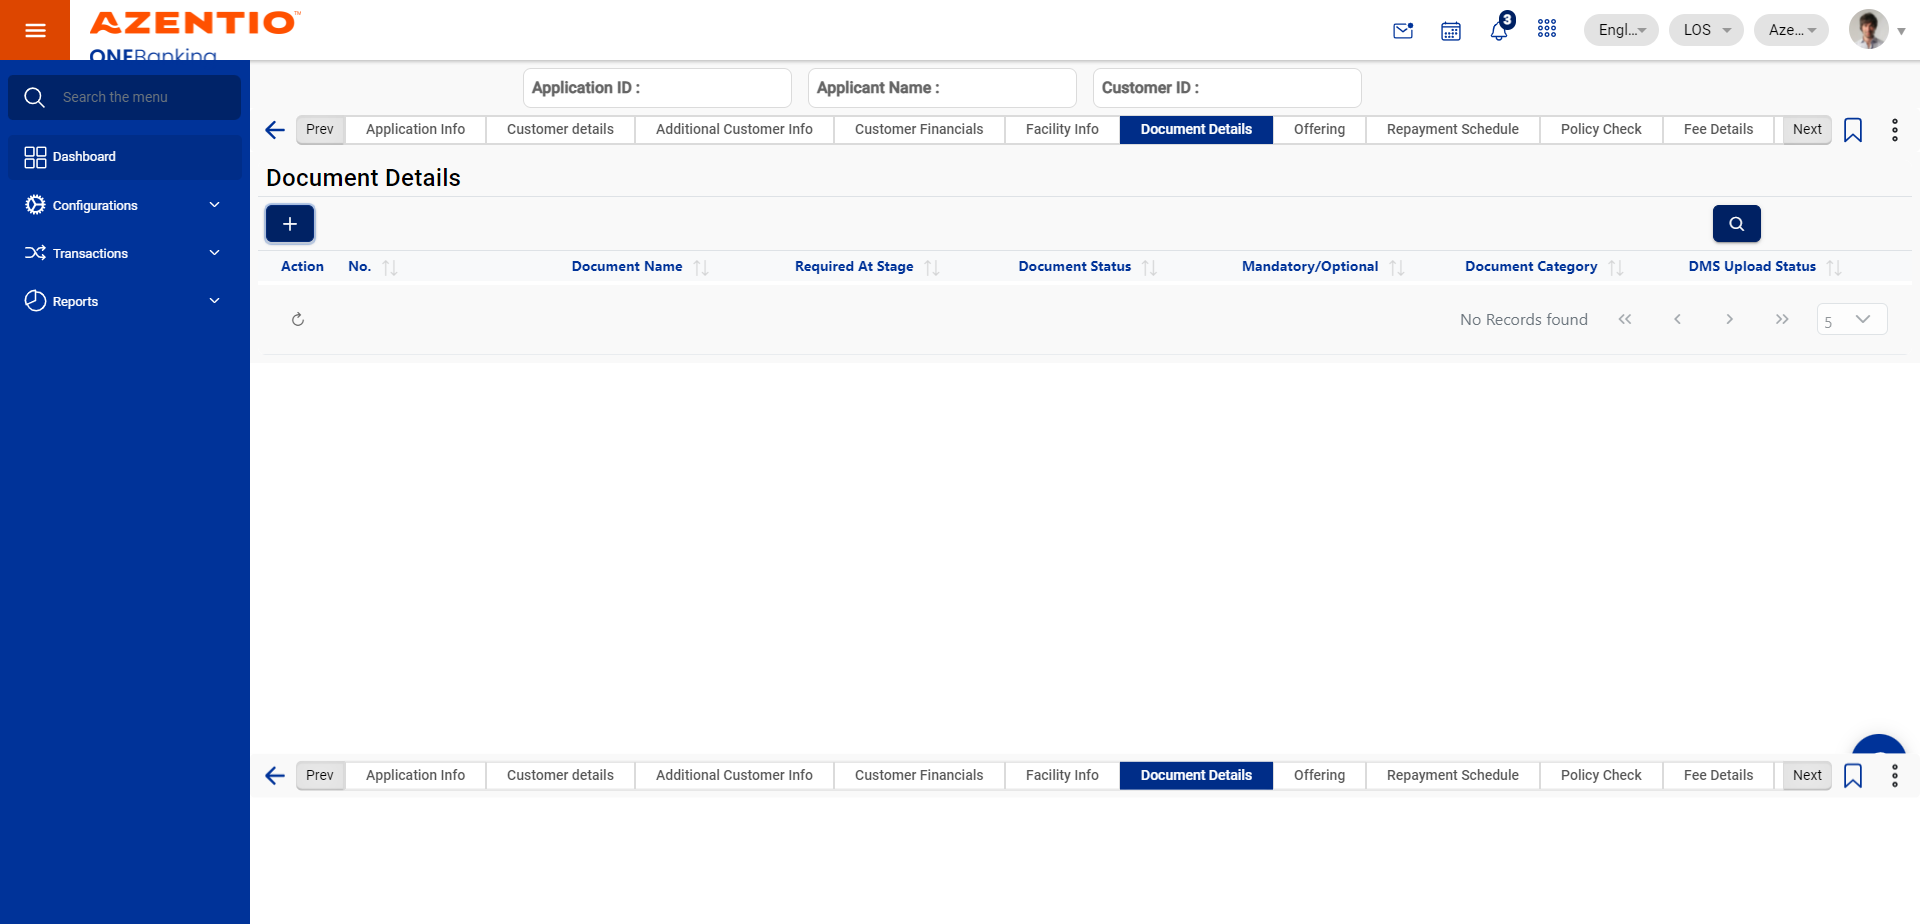 AZENTIO™
ONEBanking
3
Engl...
LOS
Aze...
Search the menu
Dashboard
Configurations
Transactions
Reports
Application ID :
Applicant Name :
Customer ID :
Prev Application Info Customer details Additional Customer Info Customer Financials Facility Info Document Details Offering Repayment Schedule Policy Check Fee Details Next
Document Details
Action No. Document Name Required At Stage Document Status Mandatory/Optional Document Category DMS Upload Status
No Records found
5
Prev Application Info Customer details Additional Customer Info Customer Financials Facility Info Document Details Offering Repayment Schedule Policy Check Fee Details Next